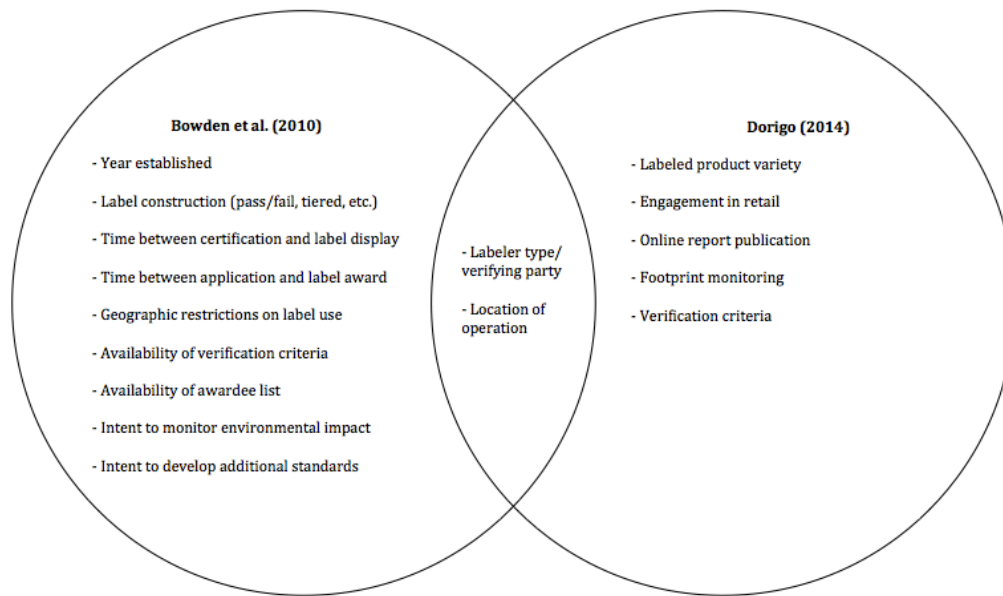 Bowden et al. (2010)
- Year established
- Label construction (pass/fail, tiered, etc.)
- Time between certification and label display
- Time between application and label award
- Geographic restrictions on label use
- Availability of verification criteria
- Availability of awardee list
- Intent to monitor environmental impact
- Intent to develop additional standards
- Labeler type/
verifying party
- Location of
operation
Dorigo (2014)
- Labeled product variety
- Engagement in retail
- Online report publication
- Footprint monitoring
- Verification criteria